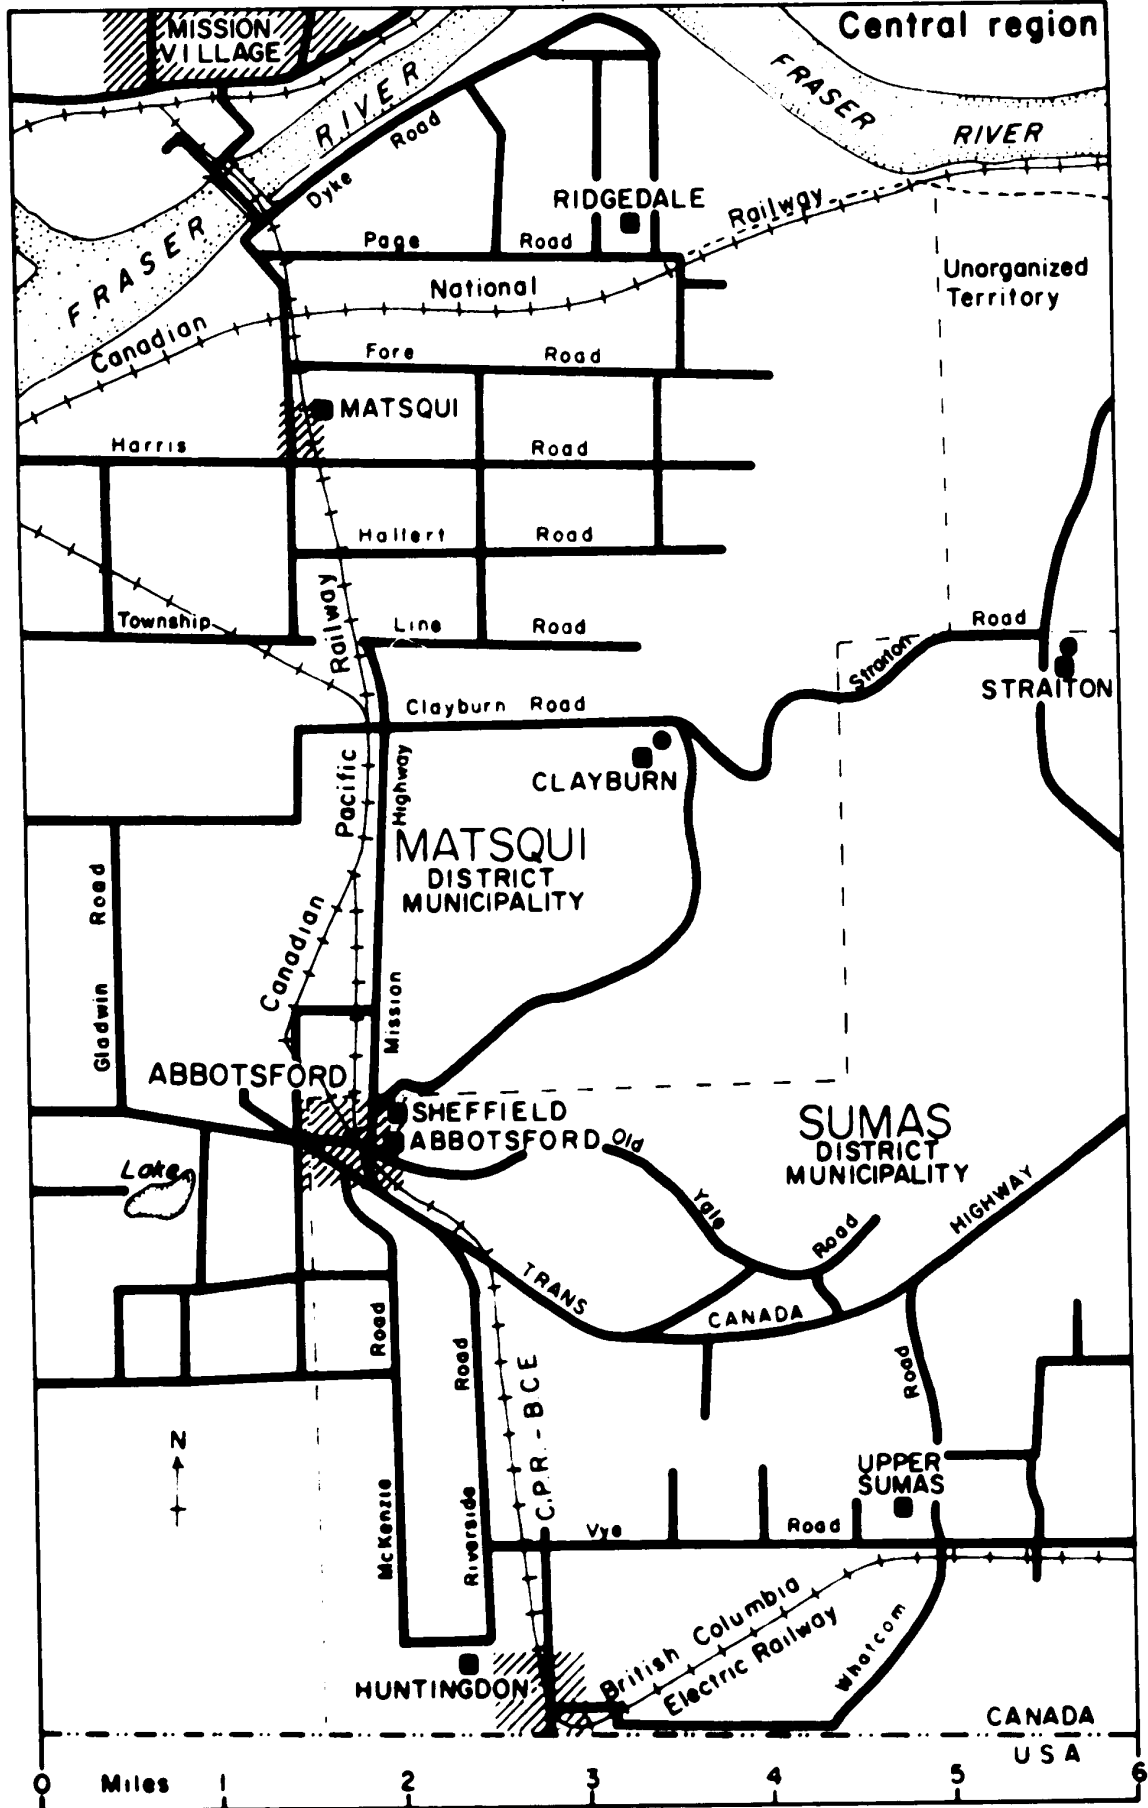 Central region
MISSION
VILLAGE
FRASER
RIVER
RIVER
FRASER
Dyke
Road
RIDGEDALE
Railway
Page
Road
Unorganized
Territory
National
Canadian
Fore
Road
MATSQUI
Harris
Road
Hallert
Road
Railway
Township
Line
Road
Straiton
Road
STRAITON
Clayburn Road
Pacific
Highway
CLAYBURN
MATSQUI
DISTRICT
MUNICIPALITY
Gladwin
Road
Canadian
Mission
ABBOTSFORD
SHEFFIELD
ABBOTSFORD
Old
Yale
Road
SUMAS
DISTRICT
MUNICIPALITY
Lake
TRANS
CANADA
HIGHWAY
Road
Road
C.P.R.-BCE
Road
N
UPPER
SUMAS
McKenzie
Riverside
Vye
Road
British Columbia
Electric Railway
Whatcom
HUNTINGDON
CANADA
USA
0 Miles 1 2 3 4 5 6